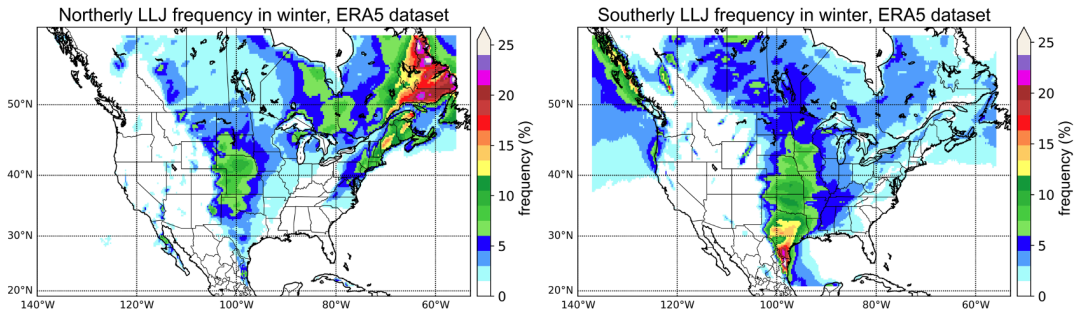 Northerly LLJ frequency in winter, ERA5 dataset
50°N
40°N
30°N
20°N
140°W 120°W 100°W 80°W 60°W
25
20
15
10
5
0
frequency (%)
Southerly LLJ frequency in winter, ERA5 dataset
50°N
40°N
30°N
20°N
140°W 120°W 100°W 80°W 60°W
25
20
15
10
5
0
frequency (%)